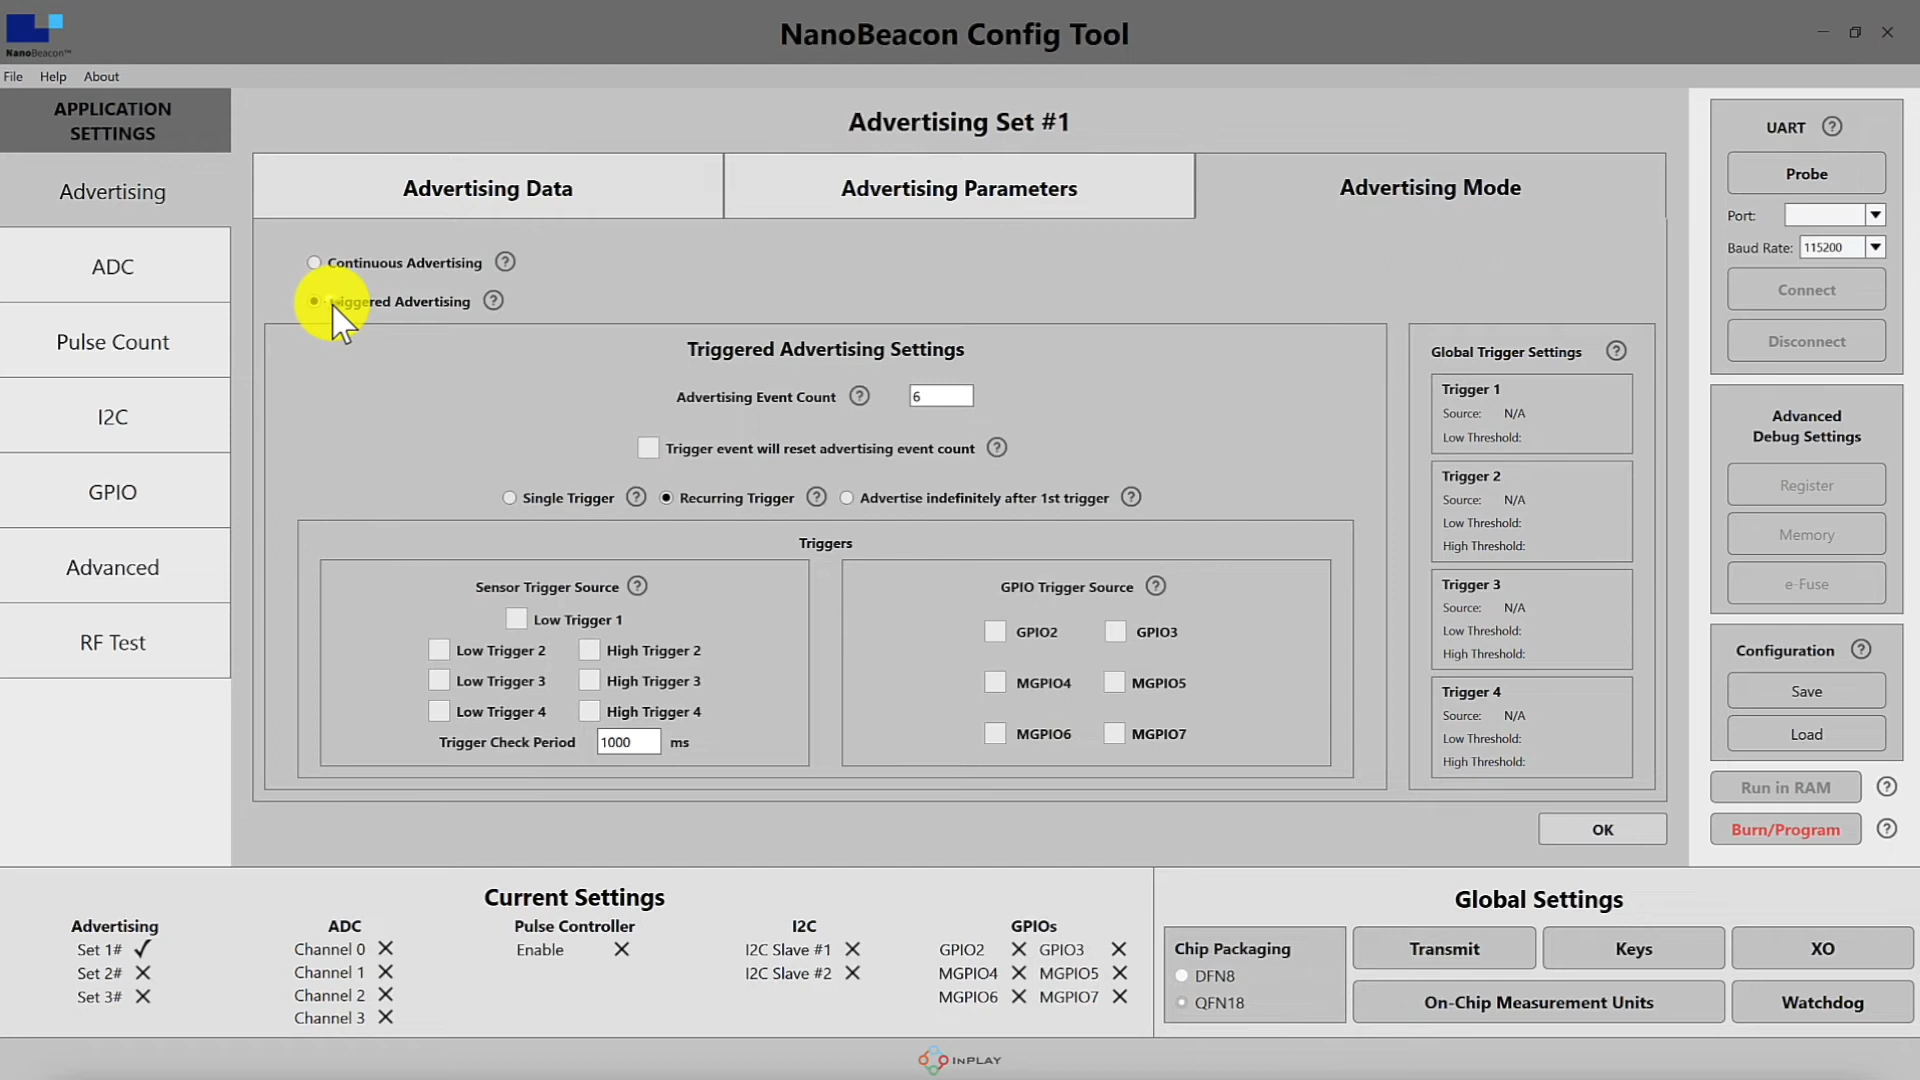 NanoBeacon™
NanoBeacon Config Tool
File Help About
APPLICATION
SETTINGS
Advertising
ADC
Pulse Count
I2C
GPIO
Advanced
RF Test
Advertising Set #1
Advertising Data
Advertising Parameters
Advertising Mode
Continuous Advertising ?
Triggered Advertising ?
Triggered Advertising Settings
Advertising Event Count ? 6
Trigger event will reset advertising event count ?
Single Trigger ? Recurring Trigger ? Advertise indefinitely after 1st trigger ?
Triggers
Sensor Trigger Source ?
Low Trigger 1
Low Trigger 2 High Trigger 2
Low Trigger 3 High Trigger 3
Low Trigger 4 High Trigger 4
Trigger Check Period 1000 ms
GPIO Trigger Source ?
GPIO2 GPIO3
MGPIO4 MGPIO5
MGPIO6 MGPIO7
Global Trigger Settings ?
Trigger 1
Source: N/A
Low Threshold:
Trigger 2
Source: N/A
Low Threshold:
High Threshold:
Trigger 3
Source: N/A
Low Threshold:
High Threshold:
Trigger 4
Source: N/A
Low Threshold:
High Threshold:
OK
UART ?
Probe
Port:
Baud Rate: 115200
Connect
Disconnect
Advanced
Debug Settings
Register
Memory
e-Fuse
Configuration ?
Save
Load
Run in RAM ?
Burn/Program ?
Current Settings
Advertising
Set 1#
Set 2#
Set 3#
ADC
Channel 0
Channel 1
Channel 2
Channel 3
Pulse Controller
Enable
I2C
I2C Slave #1
I2C Slave #2
GPIOs
GPIO2 GPIO3
MGPIO4 MGPIO5
MGPIO6 MGPIO7
Global Settings
Chip Packaging
DFN8
QFN18
Transmit
Keys
XO
On-Chip Measurement Units
Watchdog
INPLAY